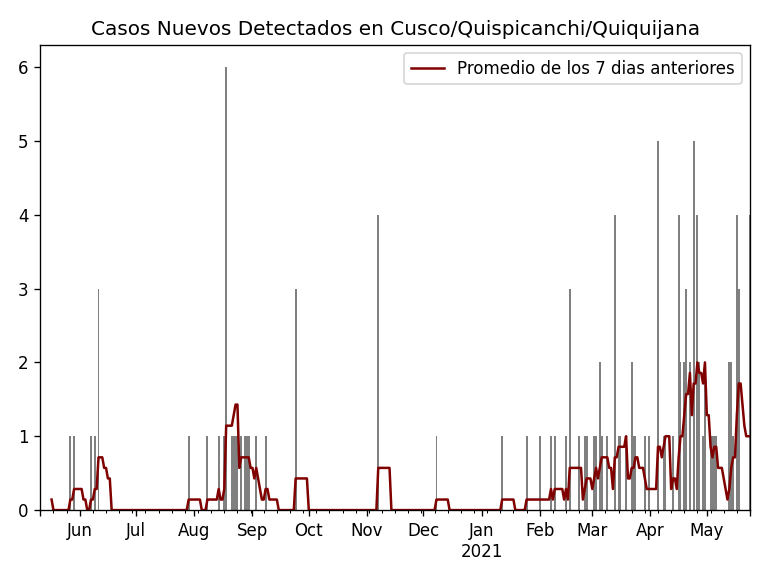 Casos Nuevos Detectados en Cusco/Quispicanchi/Quiquijana
Promedio de los 7 dias anteriores
6
5
4
3
2
1
0
Jun Jul Aug Sep Oct Nov Dec Jan Feb Mar Apr May
2021